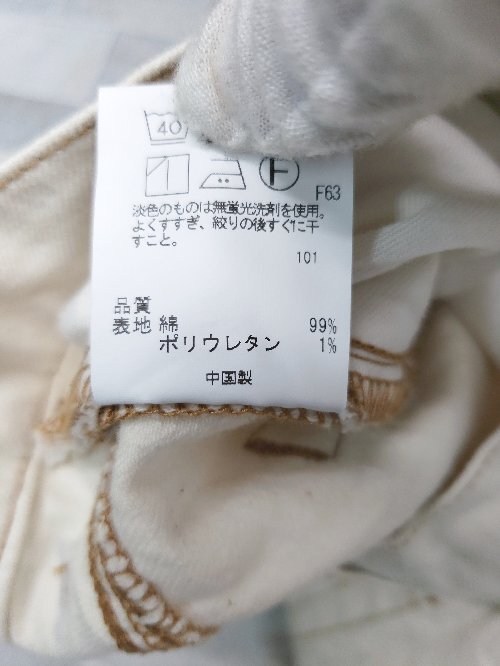 40
F
F63
淡色のものは無蛍光洗剤を使用。
よくすすぎ、絞りの後すぐに干
すこと。
101
品質
表地 綿 99%
ポリウレタン 1%
中国製